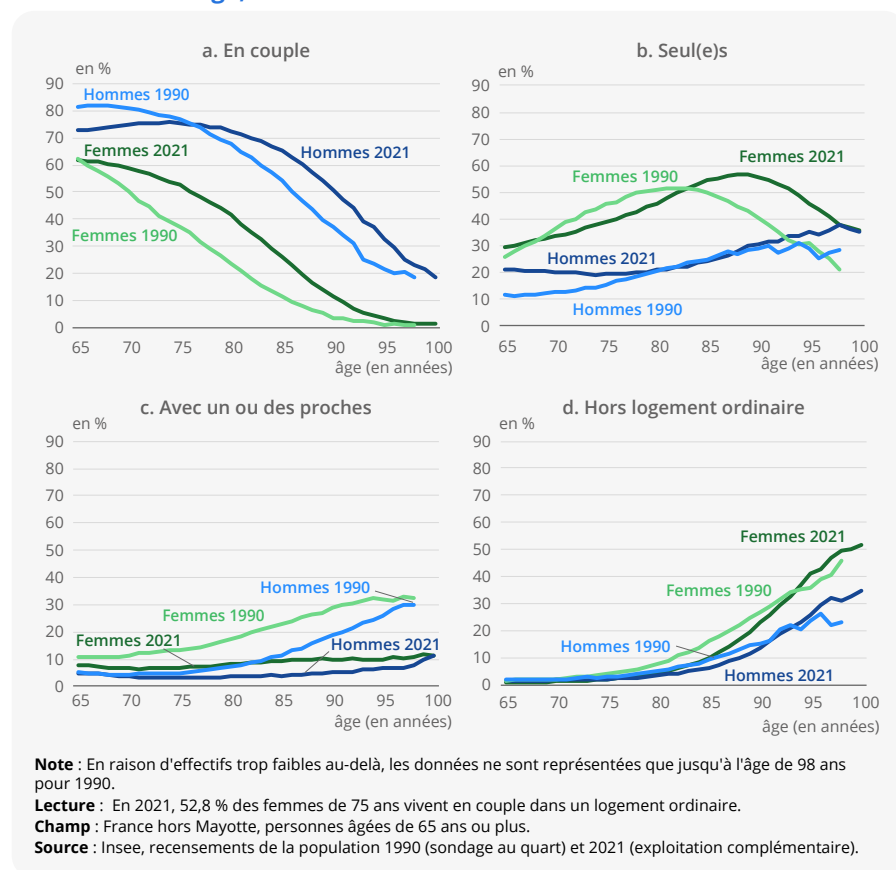 a. En couple
en %
90
80
70
60
50
40
30
20
10
0
Hommes 1990
Hommes 2021
Femmes 2021
Femmes 1990
65 70 75 80 85 90 95 100
âge (en années)
b. Seul(e)s
en %
90
80
70
60
50
40
30
20
10
0
Femmes 2021
Femmes 1990
Hommes 2021
Hommes 1990
65 70 75 80 85 90 95 100
âge (en années)
c. Avec un ou des proches
en %
90
80
70
60
50
40
30
20
10
0
Hommes 1990
Femmes 1990
Femmes 2021
Hommes 2021
65 70 75 80 85 90 95 100
âge (en années)
d. Hors logement ordinaire
en %
90
80
70
60
50
40
30
20
10
0
Femmes 2021
Femmes 1990
Hommes 1990
Hommes 2021
65 70 75 80 85 90 95 100
âge (en années)
Note : En raison d'effectifs trop faibles au-delà, les données ne sont représentées que jusqu'à l'âge de 98 ans
pour 1990.
Lecture : En 2021, 52,8 % des femmes de 75 ans vivent en couple dans un logement ordinaire.
Champ : France hors Mayotte, personnes âgées de 65 ans ou plus.
Source : Insee, recensements de la population 1990 (sondage au quart) et 2021 (exploitation complémentaire).